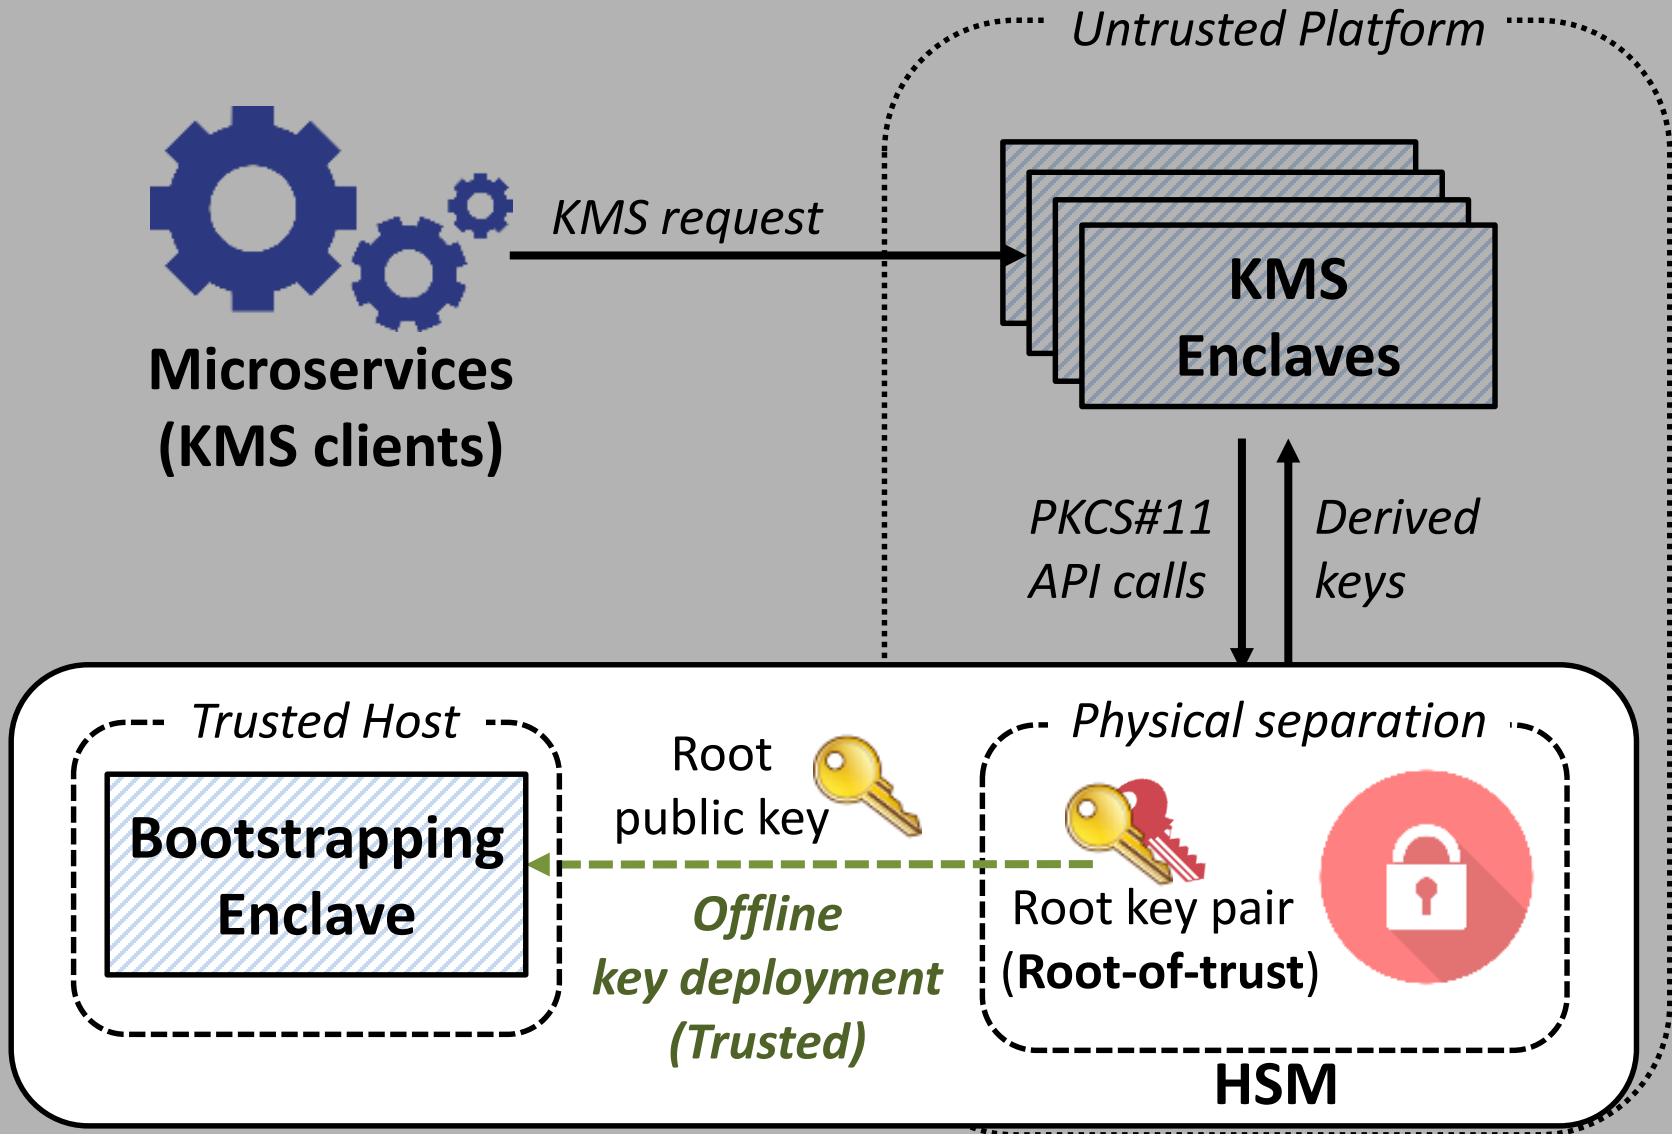 Untrusted Platform
KMS request
KMS
Enclaves
Microservices
(KMS clients)
PKCS#11
API calls
Derived
keys
Trusted Host
Bootstrapping
Enclave
Root
public key
Offline
key deployment
(Trusted)
Physical separation
Root key pair
(Root-of-trust)
HSM